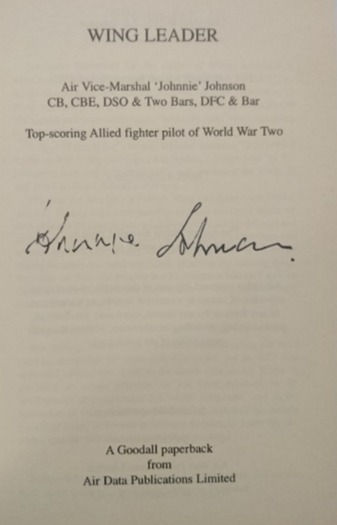 WING LEADER
Air Vice-Marshal 'Johnnie' Johnson
CB, CBE, DSO & Two Bars, DFC & Bar
Top-scoring Allied fighter pilot of World War Two
Johnnie Johnson.
A Goodall paperback
from
Air Data Publications Limited